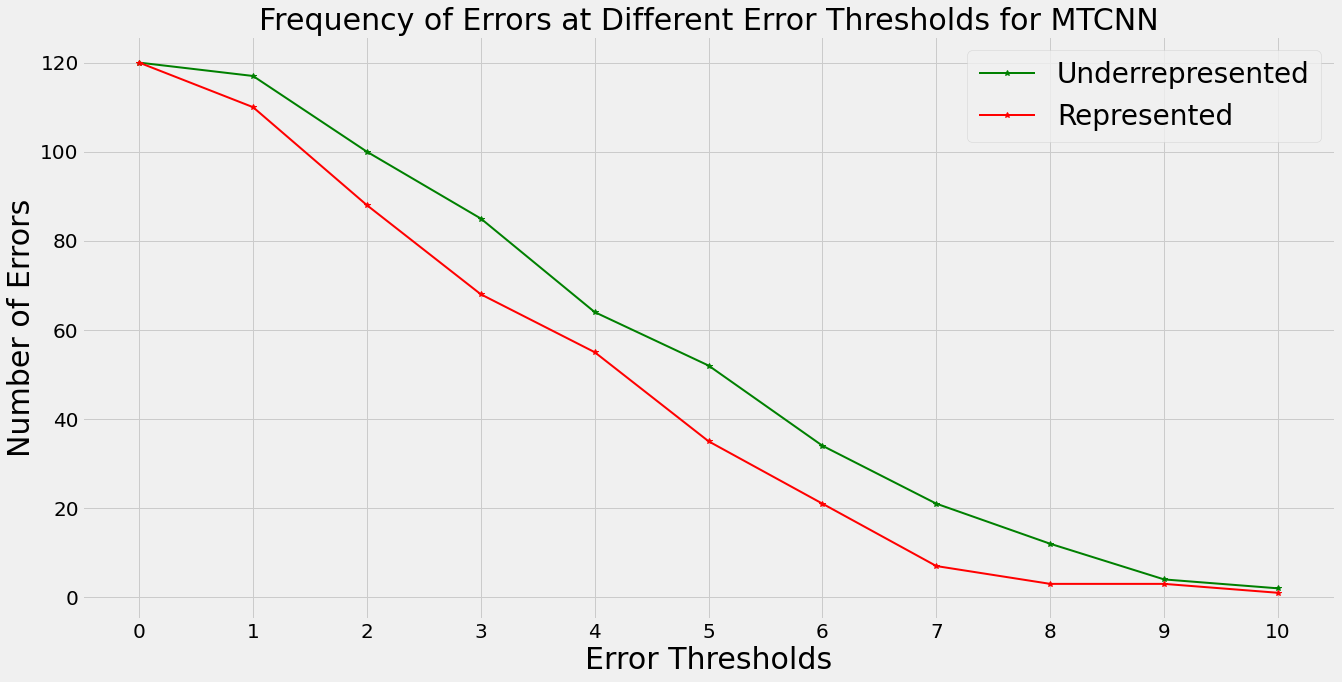 Frequency of Errors at Different Error Thresholds for MTCNN
Underrepresented
Represented
Number of Errors
120
100
80
60
40
20
0
0 1 2 3 4 5 6 7 8 9 10
Error Thresholds